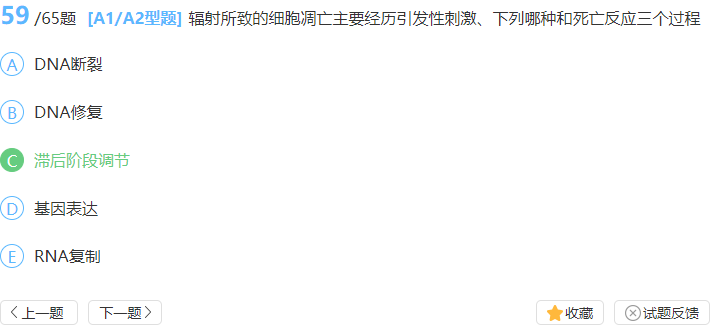 59 /65题 [A1/A2型题] 辐射所致的细胞凋亡主要经历引发性刺激、下列哪种和死亡反应三个过程
A DNA断裂
B DNA修复
C 滞后阶段调节
D 基因表达
E RNA复制
上一题 下一题 收藏 试题反馈